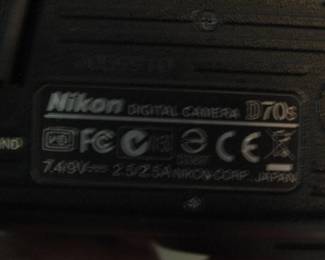 Nikon DIGITAL CAMERA D70s
FC CE
7.4/9V 2.5/2.5A NIKON CORP. JAPAN